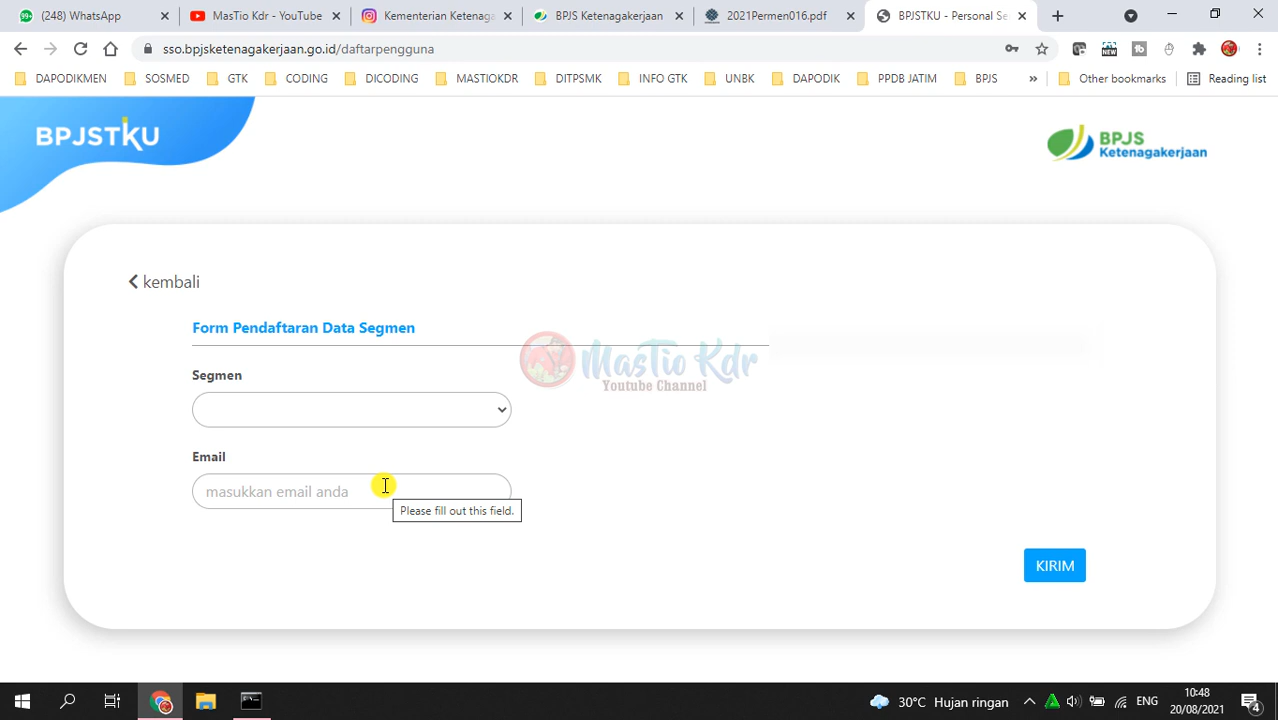 (248) WhatsApp
MasTio Kdr - YouTube
Kementerian Ketenaga
BPJS Ketenagakerjaan
2021Permen016.pdf
BPJSTKU - Personal Se
sso.bpjsketenagakerjaan.go.id/daftarpengguna
NEW
DAPODIKMEN
SOSMED
GTK
CODING
DICODING
MASTIOKDR
DITPSMK
INFO GTK
UNBK
DAPODIK
PPDB JATIM
BPJS
»
Other bookmarks
Reading list
BPJSTKU
BPJS
Ketenagakerjaan
kembali
Form Pendaftaran Data Segmen
MasTio Kdr
Youtube Channel
Segmen
Email
masukkan email anda
Please fill out this field.
KIRIM
30°C Hujan ringan
ENG
10:48
20/08/2021
4